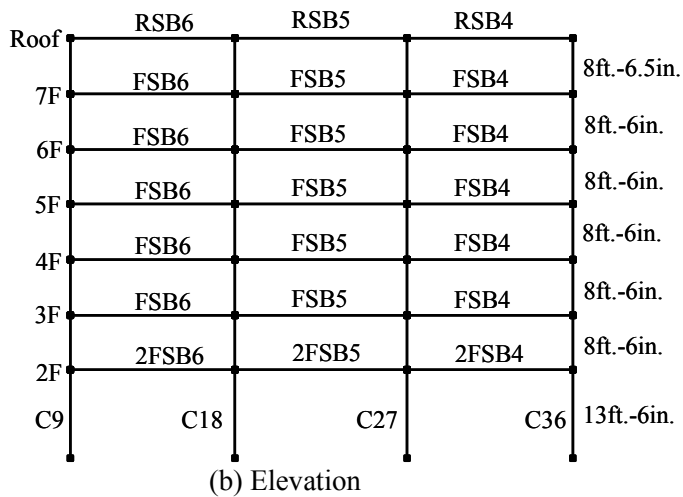 RSB6 RSB5 RSB4
Roof
8ft.-6.5in.
FSB6 FSB5 FSB4
7F
8ft.-6in.
FSB6 FSB5 FSB4
6F
8ft.-6in.
FSB6 FSB5 FSB4
5F
8ft.-6in.
FSB6 FSB5 FSB4
4F
8ft.-6in.
FSB6 FSB5 FSB4
3F
8ft.-6in.
2FSB6 2FSB5 2FSB4
2F
C9 C18 C27 C36 13ft.-6in.
(b) Elevation